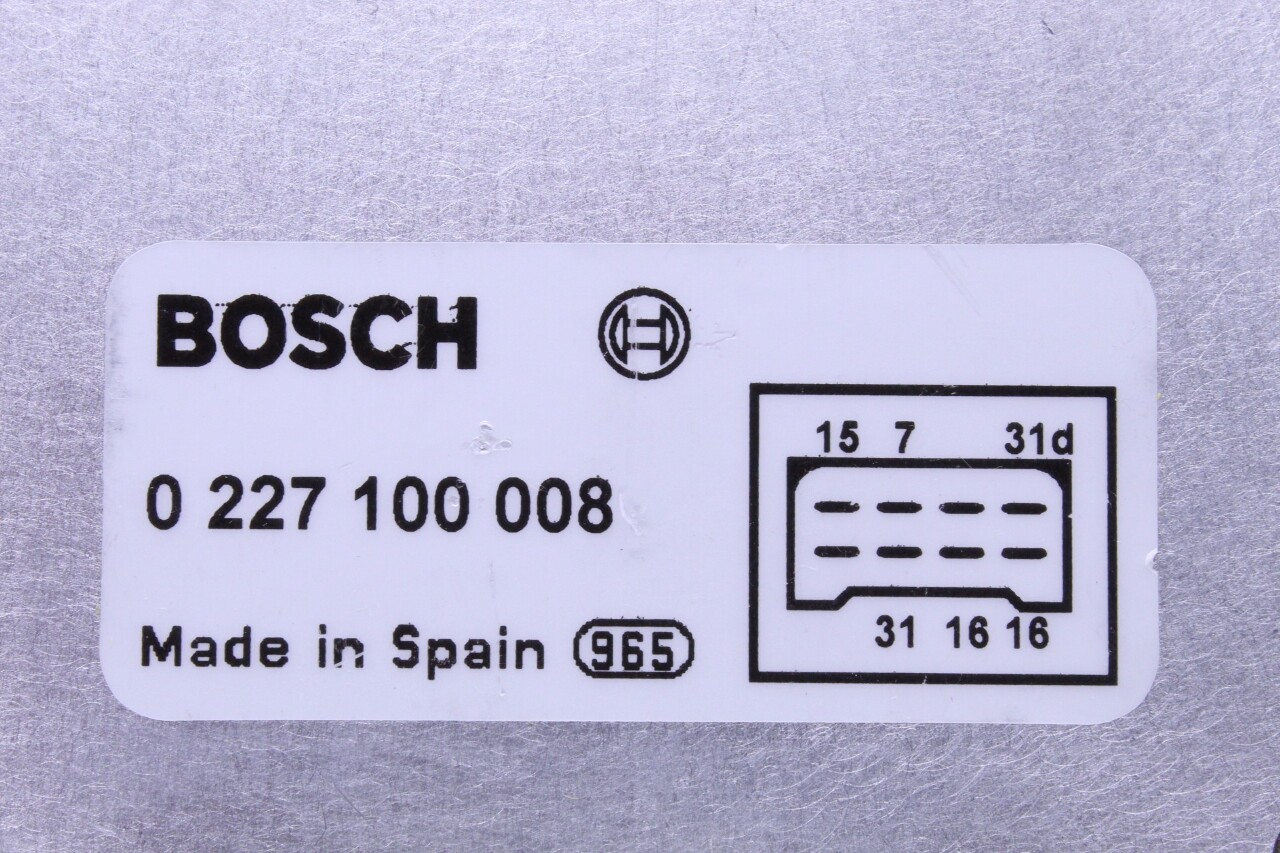 BOSCH
0 227 100 008
Made in Spain 965
15 7 31d
31 16 16